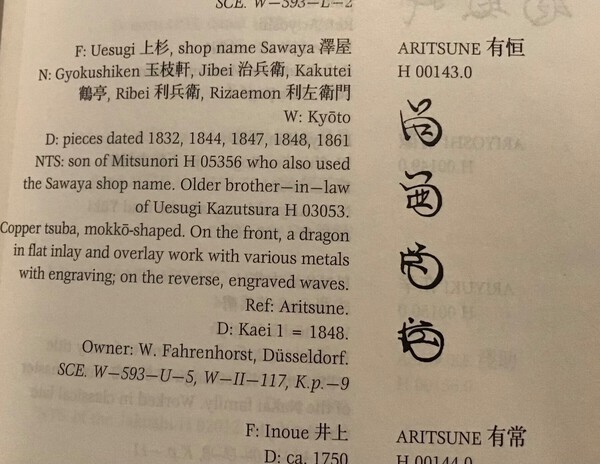 SCE. W—593—L—2
F: Uesugi 上杉, shop name Sawaya 澤屋
N: Gyokushiken 玉枝軒, Jibei 治兵衛, Kakutei
鶴亭, Ribei 利兵衛, Rizaemon 利左衛門
W: Kyōto
D: pieces dated 1832, 1844, 1847, 1848, 1861
NTS: son of Mitsunori H 05356 who also used
the Sawaya shop name. Older brother—in—law
of Uesugi Kazutsura H 03053.
Copper tsuba, mokkō-shaped. On the front, a dragon
in flat inlay and overlay work with various metals
with engraving; on the reverse, engraved waves.
Ref: Aritsune.
D: Kaei 1 = 1848.
Owner: W. Fahrenhorst, Düsseldorf.
SCE. W—593—U—5, W—II—117, K.p.—9
ARITSUNE 有恒
H 00143.0
F: Inoue 井上
D: ca. 1750
ARITSUNE 有常
H 00144.0